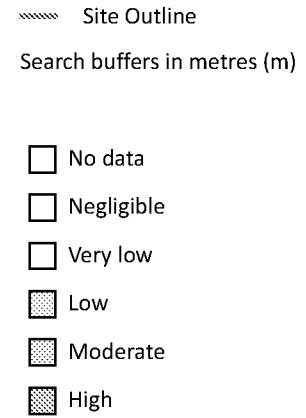 Site Outline
Search buffers in metres (m)
No data
Negligible
Very low
Low
Moderate
High